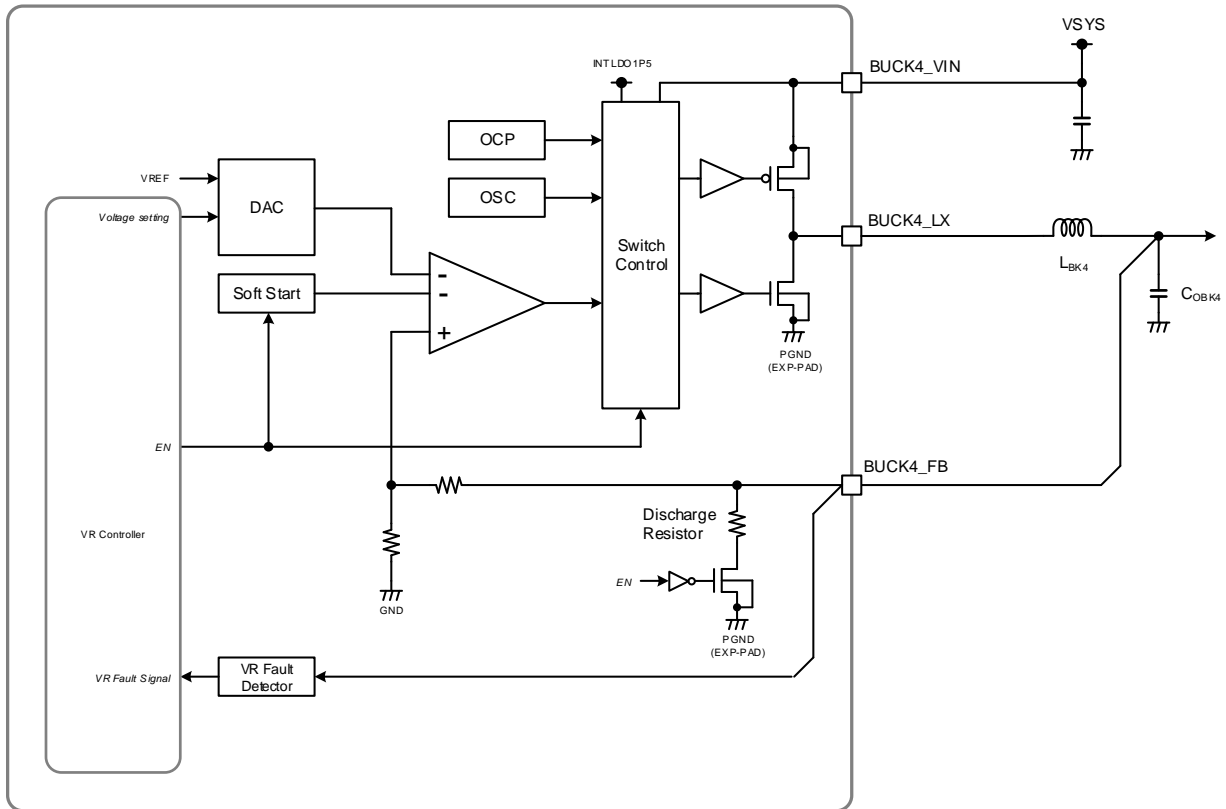 VSYS
INTLDO1P5
BUCK4_VIN
OCP
VREF
DAC
OSC
Voltage setting
BUCK4_LX
Switch
Control
LBK4
-
-
Soft Start
COBK4
+
PGND
(EXP-PAD)
EN
BUCK4_FB
Discharge
Resistor
VR Controller
EN
GND
PGND
(EXP-PAD)
VR Fault Signal
VR Fault
Detector